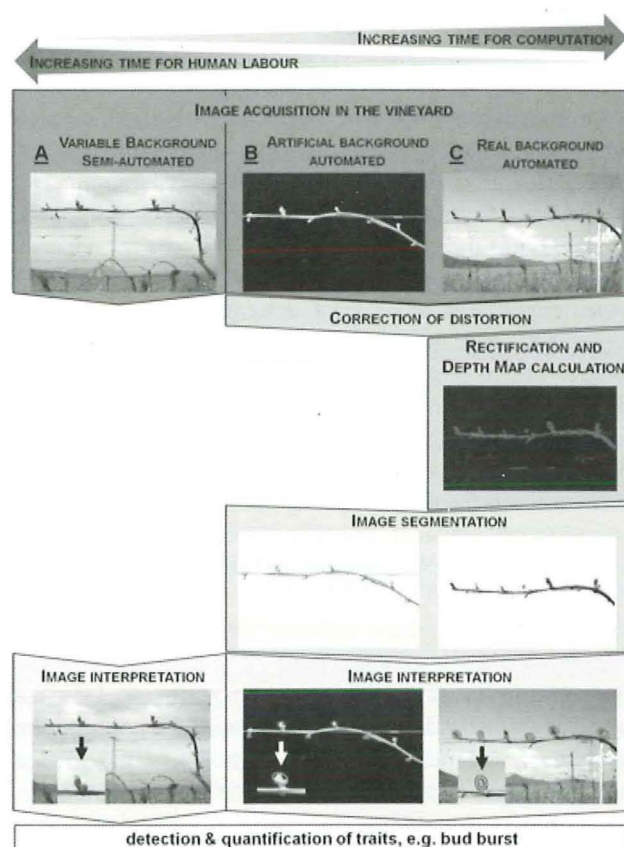 INCREASING TIME FOR COMPUTATION
INCREASING TIME FOR HUMAN LABOUR
IMAGE ACQUISITION IN THE VINEYARD
A VARIABLE BACKGROUND
SEMI-AUTOMATED
B ARTIFICIAL BACKGROUND
AUTOMATED
C REAL BACKGROUND
AUTOMATED
CORRECTION OF DISTORTION
RECTIFICATION AND
DEPTH MAP CALCULATION
IMAGE SEGMENTATION
IMAGE INTERPRETATION
IMAGE INTERPRETATION
detection & quantification of traits, e.g. bud burst